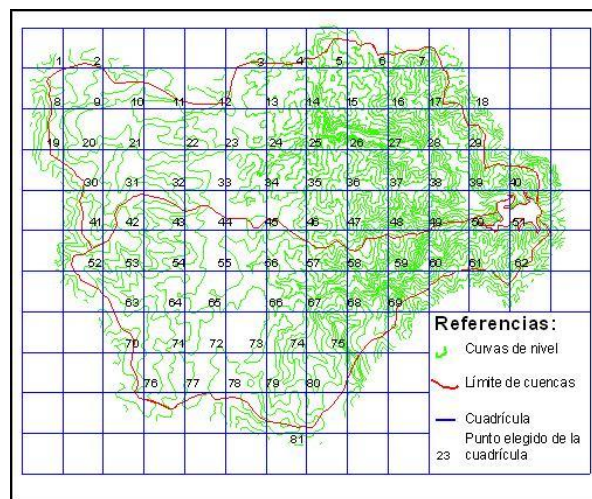 1 2 3 4 5 6 7
8 9 10 11 12 13 14 15 16 17 18
19 20 21 22 23 24 25 26 27 28 29
30 31 32 33 34 35 36 37 38 39 40
41 42 43 44 45 46 47 48 49 50 51
52 53 54 55 56 57 58 59 60 61 62
63 64 65 66 67 68 69
70 71 72 73 74 75
76 77 78 79 80
81
Referencias:
Curvas de nivel
Límite de cuencas
Cuadrícula
Punto elegido de la
23 cuadrícula